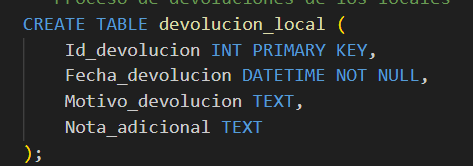 Proceso de devoluciones de los locales
CREATE TABLE devolucion_local (
Id_devolucion INT PRIMARY KEY,
Fecha_devolucion DATETIME NOT NULL,
Motivo_devolucion TEXT,
Nota_adicional TEXT
);